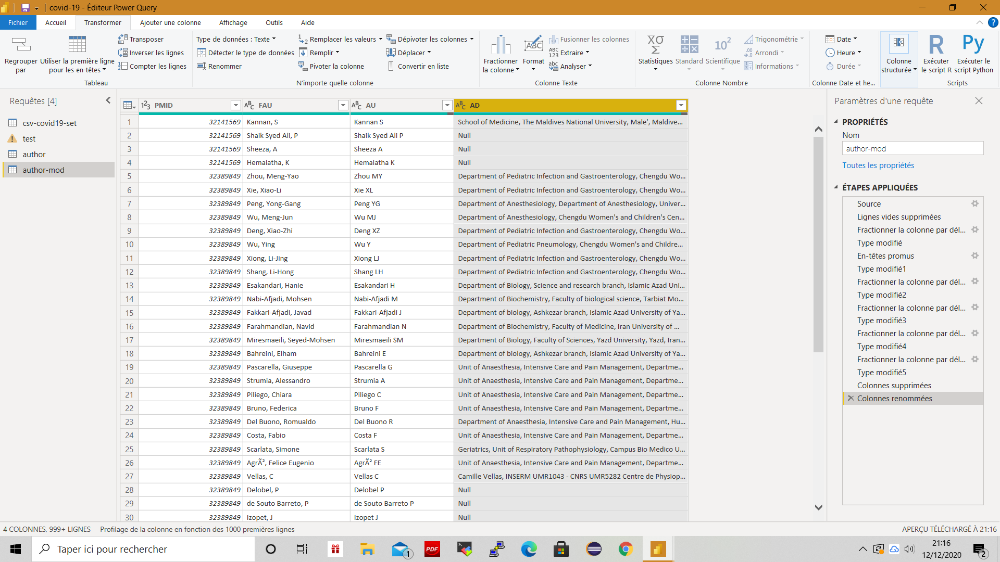 covid-19 - Éditeur Power Query
Fichier Accueil Transformer Ajouter une colonne Affichage Outils Aide
Regrouper par
Utiliser la première ligne pour les en-têtes
Transposer
Inverser les lignes
Compter les lignes
Tableau
Type de données : Texte
Détecter le type de données
Renommer
Remplacer les valeurs
Remplir
Pivoter la colonne
Dépivoter les colonnes
Déplacer
Convertir en liste
N'importe quelle colonne
Fractionner la colonne
Format
Fusionner les colonnes
Extraire
Analyser
Colonne Texte
Statistiques
Standard
Scientifique
Trigonométrie
Arrondi
Informations
Colonne Nombre
Date
Heure
Durée
Colonne Date et he...
Colonne structurée
Exécuter le script R
Exécuter le script Python
Scripts
Requêtes [4]
csv-covid19-set
test
author
author-mod
PMID FAU AU AD
1 32141569 Kannan, S Kannan S School of Medicine, The Maldives National University, Male', Maldive...
2 32141569 Shaik Syed Ali, P Shaik Syed Ali P Null
3 32141569 Sheeza, A Sheeza A Null
4 32141569 Hemalatha, K Hemalatha K Null
5 32389849 Zhou, Meng-Yao Zhou MY Department of Pediatric Infection and Gastroenterology, Chengdu Wo...
6 32389849 Xie, Xiao-Li Xie XL Department of Pediatric Infection and Gastroenterology, Chengdu Wo...
7 32389849 Peng, Yong-Gang Peng YG Department of Anesthesiology, Department of Anesthesiology, Univer...
8 32389849 Wu, Meng-Jun Wu MJ Department of Anesthesiology, Chengdu Women's and Children's Cen...
9 32389849 Deng, Xiao-Zhi Deng XZ Department of Pediatric Infection and Gastroenterology, Chengdu Wo...
10 32389849 Wu, Ying Wu Y Department of Pediatric Pneumology, Chengdu Women's and Childre...
11 32389849 Xiong, Li-Jing Xiong LJ Department of Pediatric Infection and Gastroenterology, Chengdu Wo...
12 32389849 Shang, Li-Hong Shang LH Department of Pediatric Infection and Gastroenterology, Chengdu Wo...
13 32389849 Esakandari, Hanie Esakandari H Department of Biology, Science and research branch, Islamic Azad Uni...
14 32389849 Nabi-Afjadi, Mohsen Nabi-Afjadi M Department of Biochemistry, Faculty of biological science, Tarbiat Mo...
15 32389849 Fakkari-Afjadi, Javad Fakkari-Afjadi J Department of biology, Ashkezar branch, Islamic Azad University of Ya...
16 32389849 Farahmandian, Navid Farahmandian N Department of Biochemistry, Faculty of Medicine, Iran University of ...
17 32389849 Miresmaeili, Seyed-Mohsen Miresmaeili SM Department of Biology, Faculty of Sciences, Yazd University, Yazd, Iran...
18 32389849 Bahreini, Elham Bahreini E Department of biology, Ashkezar branch, Islamic Azad University of Ya...
19 32389849 Pascarella, Giuseppe Pascarella G Unit of Anaesthesia, Intensive Care and Pain Management, Departme...
20 32389849 Strumia, Alessandro Strumia A Unit of Anaesthesia, Intensive Care and Pain Management, Departme...
21 32389849 Piliego, Chiara Piliego C Unit of Anaesthesia, Intensive Care and Pain Management, Departme...
22 32389849 Bruno, Federica Bruno F Unit of Anaesthesia, Intensive Care and Pain Management, Departme...
23 32389849 Del Buono, Romualdo Del Buono R Department of Anaesthesia, Intensive Care and Pain Management, Hu...
24 32389849 Costa, Fabio Costa F Unit of Anaesthesia, Intensive Care and Pain Management, Departme...
25 32389849 Scarlata, Simone Scarlata S Geriatrics, Unit of Respiratory Pathophysiology, Campus Bio Medico U...
26 32389849 AgrÃ², Felice Eugenio AgrÃ² FE Unit of Anaesthesia, Intensive Care and Pain Management, Departme...
27 32389849 Vellas, C Vellas C Camille Vellas, INSERM UMR1043 - CNRS UMR5282 Centre de Physiop...
28 32389849 Delobel, P Delobel P Null
29 32389849 de Souto Barreto, P de Souto Barreto P Null
30 32389849 Izopet, J Izopet J Null
Paramètres d'une requête
PROPRIÉTÉS
Nom
author-mod
Toutes les propriétés
ÉTAPES APPLIQUÉES
Source
Lignes vides supprimées
Fractionner la colonne par dél...
Type modifié
En-têtes promus
Type modifié1
Fractionner la colonne par dél...
Type modifié2
Fractionner la colonne par dél...
Type modifié3
Fractionner la colonne par dél...
Type modifié4
Fractionner la colonne par dél...
Type modifié5
Colonnes supprimées
Colonnes renommées
4 COLONNES, 999+ LIGNES Profilage de la colonne en fonction des 1000 premières lignes APERÇU TÉLÉCHARGÉ À 21:16
Taper ici pour rechercher
1
PDF
21:16
12/12/2020
2